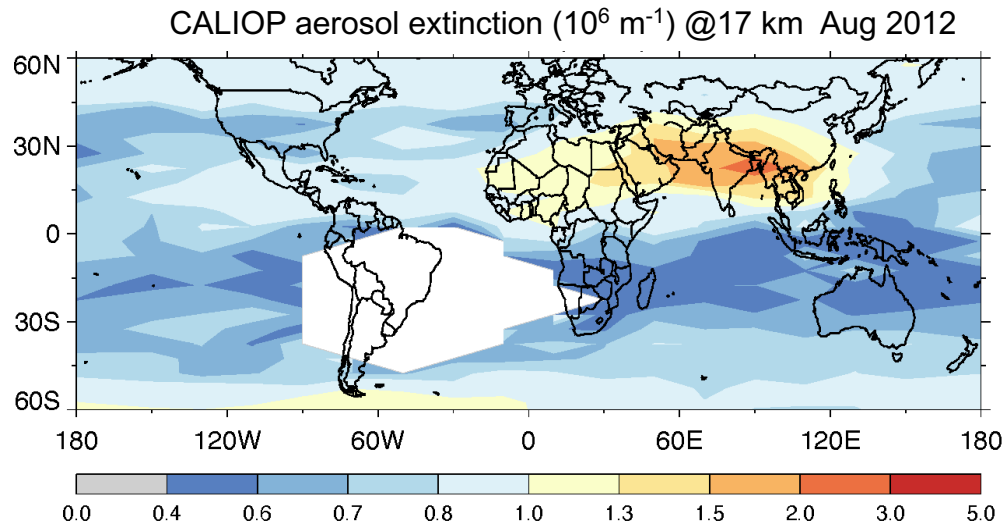 CALIOP aerosol extinction (10⁶ m⁻¹) @17 km Aug 2012
60N
30N
0
30S
60S
180 120W 60W 0 60E 120E 180
0.0 0.4 0.6 0.7 0.8 1.0 1.3 1.5 2.0 3.0 5.0